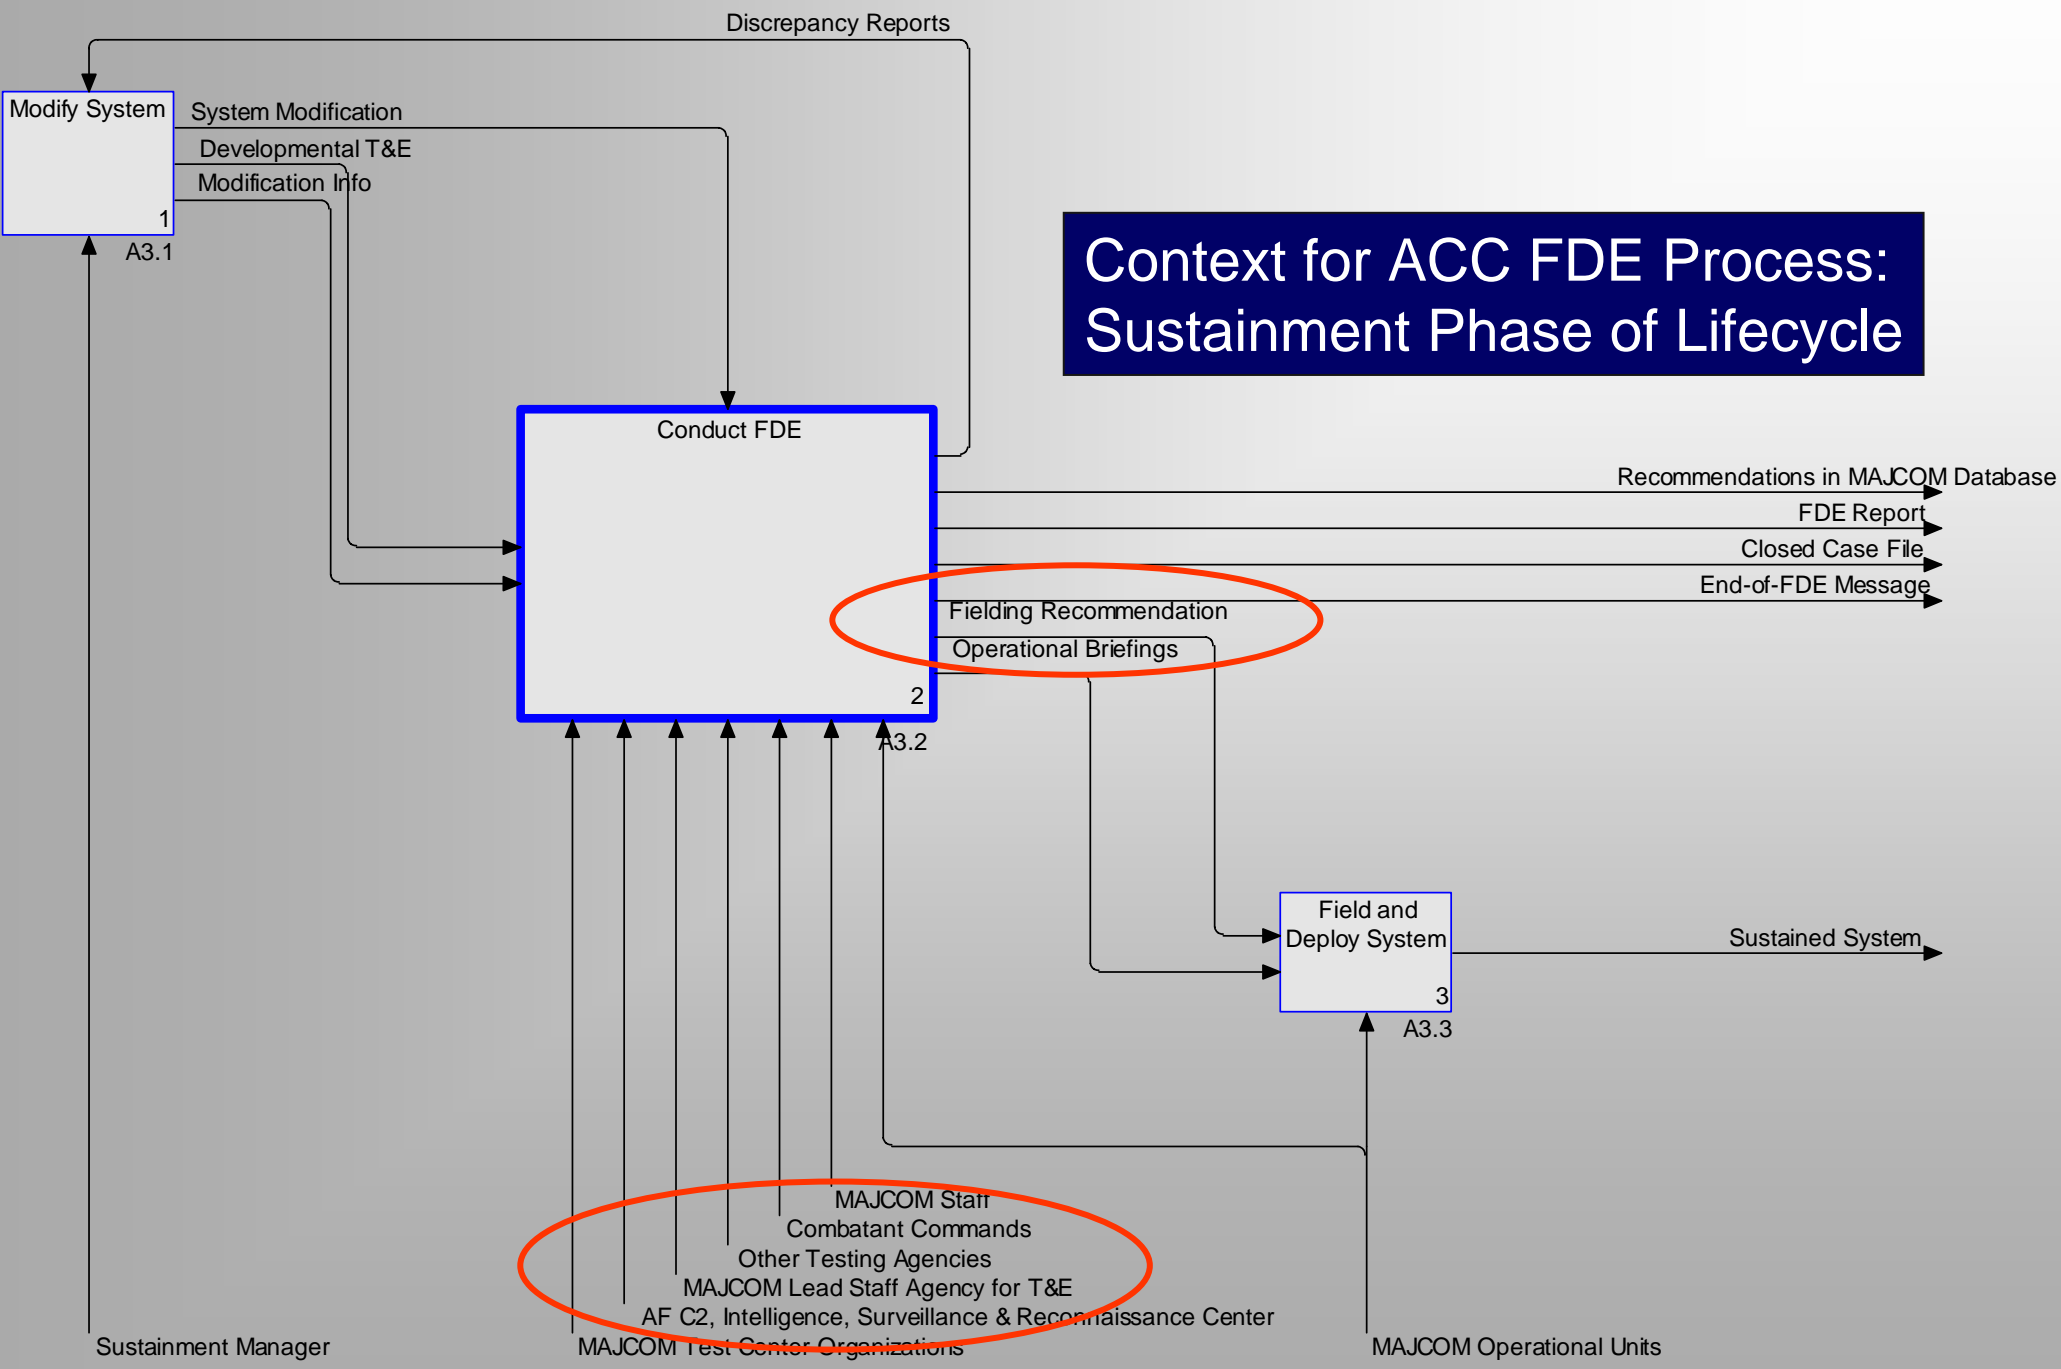 Discrepancy Reports
Modify System
System Modification
Developmental T&E
Modification Info
1
A3.1
Context for ACC FDE Process:
Sustainment Phase of Lifecycle
Conduct FDE
Recommendations in MAJCOM Database
FDE Report
Closed Case File
End-of-FDE Message
Fielding Recommendation
Operational Briefings
2
A3.2
Field and
Deploy System
Sustained System
3
A3.3
MAJCOM Staff
Combatant Commands
Other Testing Agencies
MAJCOM Lead Staff Agency for T&E
AF C2, Intelligence, Surveillance & Reconnaissance Center
Sustainment Manager
MAJCOM Test Center Organizations
MAJCOM Operational Units